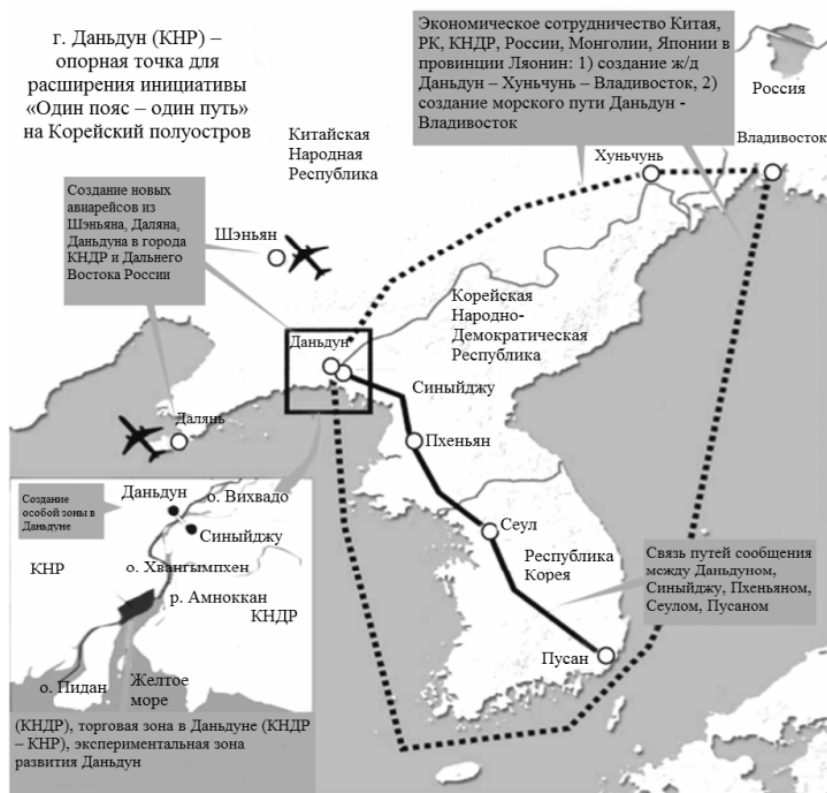 г. Даньдун (КНР) –
опорная точка для
расширения инициативы
«Один пояс – один путь»
на Корейский полуостров
Экономическое сотрудничество Китая,
РК, КНДР, России, Монголии, Японии в
провинции Ляонин: 1) создание ж/д
Даньдун – Хуньчунь – Владивосток, 2)
создание морского пути Даньдун -
Владивосток
Россия
Китайская
Народная
Республика
Хуньчунь
Владивосток
Создание новых
авиарейсов из
Шэньяна, Даляна,
Даньдуна в города
КНДР и Дальнего
Востока России
Шэньян
Корейская
Народно-
Демократическая
Республика
Даньдун
Синыйджу
Далянь
Пхеньян
Сеул
Республика
Корея
Пусан
Связь путей сообщения
между Даньдуном,
Синыйджу, Пхеньяном,
Сеулом, Пусаном
Создание
особой зоны в
Даньдуне
Даньдун
о. Вихвадо
Синыйджу
КНР
о. Хвангымпхен
р. Амноккан
КНДР
о. Пидан
Желтое
море
(КНДР), торговая зона в Даньдуне (КНДР
– КНР), экспериментальная зона
развития Даньдун